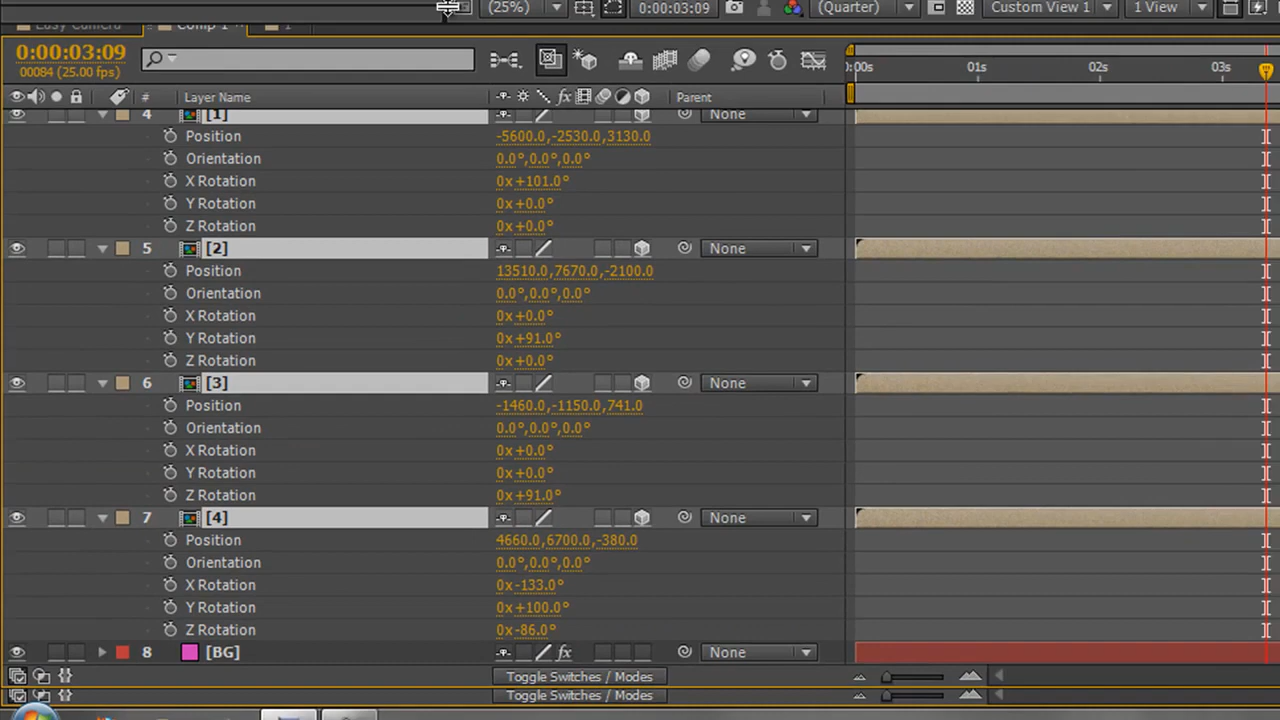 (25%) 0:00:03:09 (Quarter) Custom View 1 1 View
Easy Camera Comp 1 1
0:00:03:09
00084 (25.00 fps) :00s 01s 02s 03s
# Layer Name fx Parent
4 [1] None
Position -5600.0,-2530.0,3130.0
Orientation 0.0°,0.0°,0.0°
X Rotation 0x+101.0°
Y Rotation 0x+0.0°
Z Rotation 0x+0.0°
5 [2] None
Position 13510.0,7670.0,-2100.0
Orientation 0.0°,0.0°,0.0°
X Rotation 0x+0.0°
Y Rotation 0x+91.0°
Z Rotation 0x+0.0°
6 [3] None
Position -1460.0,-1150.0,741.0
Orientation 0.0°,0.0°,0.0°
X Rotation 0x+0.0°
Y Rotation 0x+0.0°
Z Rotation 0x+91.0°
7 [4] None
Position 4660.0,6700.0,-380.0
Orientation 0.0°,0.0°,0.0°
X Rotation 0x-133.0°
Y Rotation 0x+100.0°
Z Rotation 0x-86.0°
8 [BG] fx None
Toggle Switches / Modes
Toggle Switches / Modes